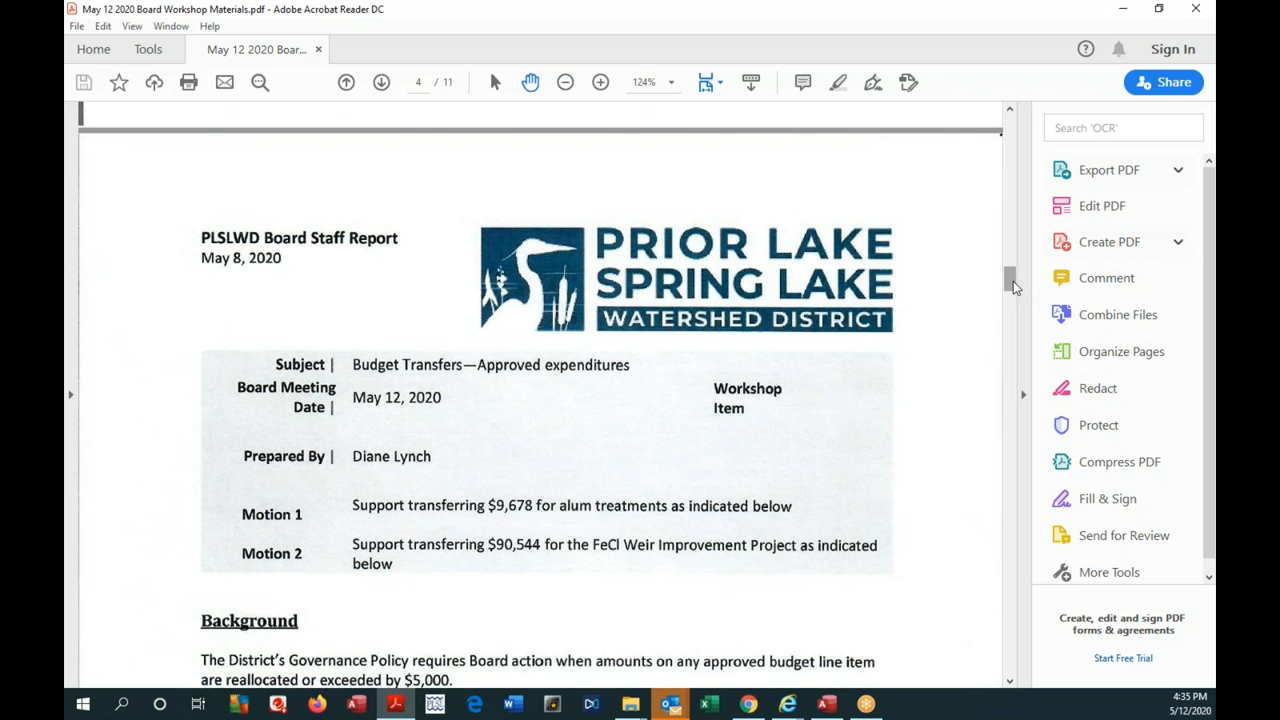 May 12 2020 Board Workshop Materials.pdf - Adobe Acrobat Reader DC
File Edit View Window Help
Home Tools May 12 2020 Boar... × Sign In
4 / 11 124% Share
Search 'OCR'
Export PDF
Edit PDF
Create PDF
Comment
Combine Files
Organize Pages
Redact
Protect
Compress PDF
Fill & Sign
Send for Review
More Tools
Create, edit and sign PDF
forms & agreements
Start Free Trial
PLSLWD Board Staff Report
May 8, 2020
PRIOR LAKE
SPRING LAKE
WATERSHED DISTRICT
Subject | Budget Transfers—Approved expenditures
Board Meeting
Date | May 12, 2020
Workshop
Item
Prepared By | Diane Lynch
Motion 1 Support transferring $9,678 for alum treatments as indicated below
Motion 2 Support transferring $90,544 for the FeCl Weir Improvement Project as indicated
below
Background
The District's Governance Policy requires Board action when amounts on any approved budget line item
are reallocated or exceeded by $5,000.
4:35 PM
5/12/2020